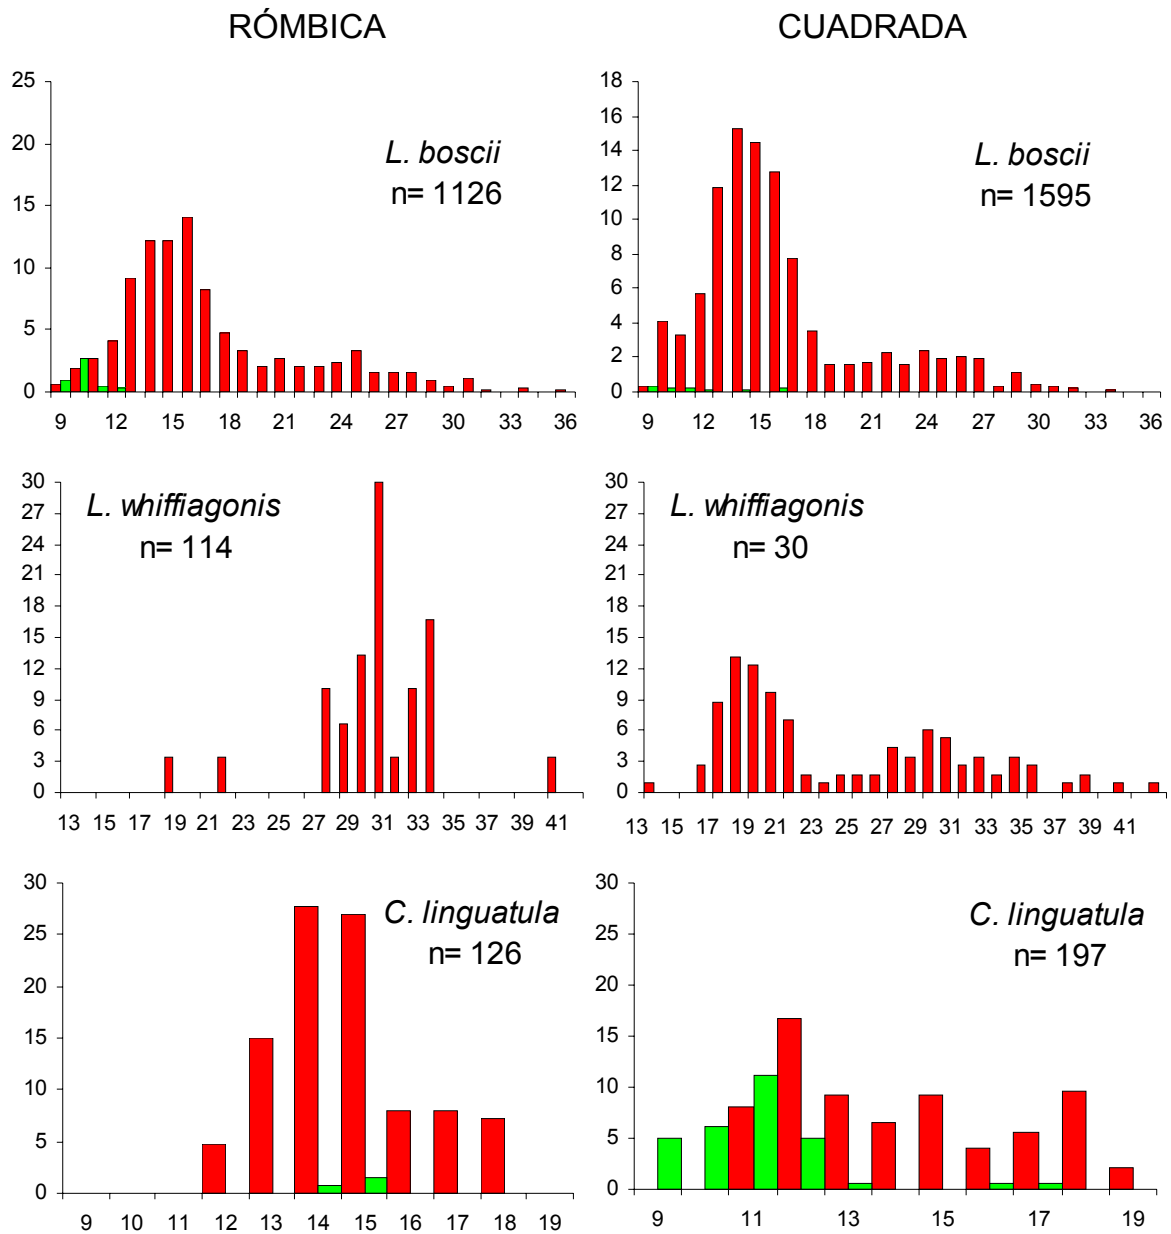 RÓMBICA
CUADRADA
25
20
15
10
5
0
L. boscii
n= 1126
9 12 15 18 21 24 27 30 33 36
18
16
14
12
10
8
6
4
2
0
L. boscii
n= 1595
9 12 15 18 21 24 27 30 33 36
30
27
24
21
18
15
12
9
6
3
0
L. whiffiagonis
n= 114
13 15 17 19 21 23 25 27 29 31 33 35 37 39 41
30
27
24
21
18
15
12
9
6
3
0
L. whiffiagonis
n= 30
13 15 17 19 21 23 25 27 29 31 33 35 37 39 41
30
25
20
15
10
5
0
C. linguatula
n= 126
9 10 11 12 13 14 15 16 17 18 19
30
25
20
15
10
5
0
C. linguatula
n= 197
9 11 13 15 17 19